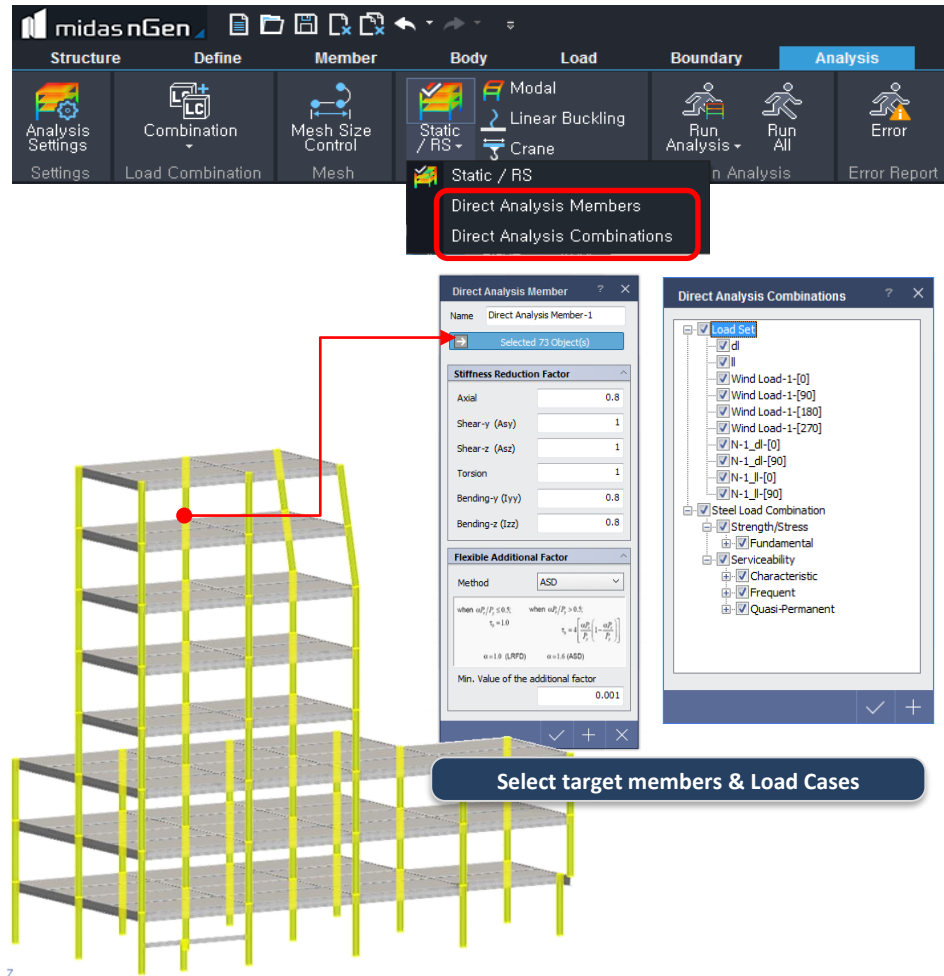 midas nGen
Structure Define Member Body Load Boundary Analysis
Analysis Settings
Combination
Mesh Size Control
Static / RS
Modal
Linear Buckling
Crane
Run Analysis
Run All
Error
Settings Load Combination Mesh n Analysis Error Report
Static / RS
Direct Analysis Members
Direct Analysis Combinations
Direct Analysis Member ? X
Name Direct Analysis Member-1
Selected 73 Object(s)
Stiffness Reduction Factor
Axial 0.8
Shear-y (Asy) 1
Shear-z (Asz) 1
Torsion 1
Bending-y (Iyy) 0.8
Bending-z (Izz) 0.8
Flexible Additional Factor
Method ASD
α=1.0 (LRFD) α=1.6 (ASD)
Min. Value of the additional factor
0.001
Direct Analysis Combinations ? X
Load Set
dl
ll
Wind Load-1-[0]
Wind Load-1-[90]
Wind Load-1-[180]
Wind Load-1-[270]
N-1_dl-[0]
N-1_dl-[90]
N-1_ll-[0]
N-1_ll-[90]
Steel Load Combination
Strength/Stress
Fundamental
Serviceability
Characteristic
Frequent
Quasi-Permanent
Select target members & Load Cases
7